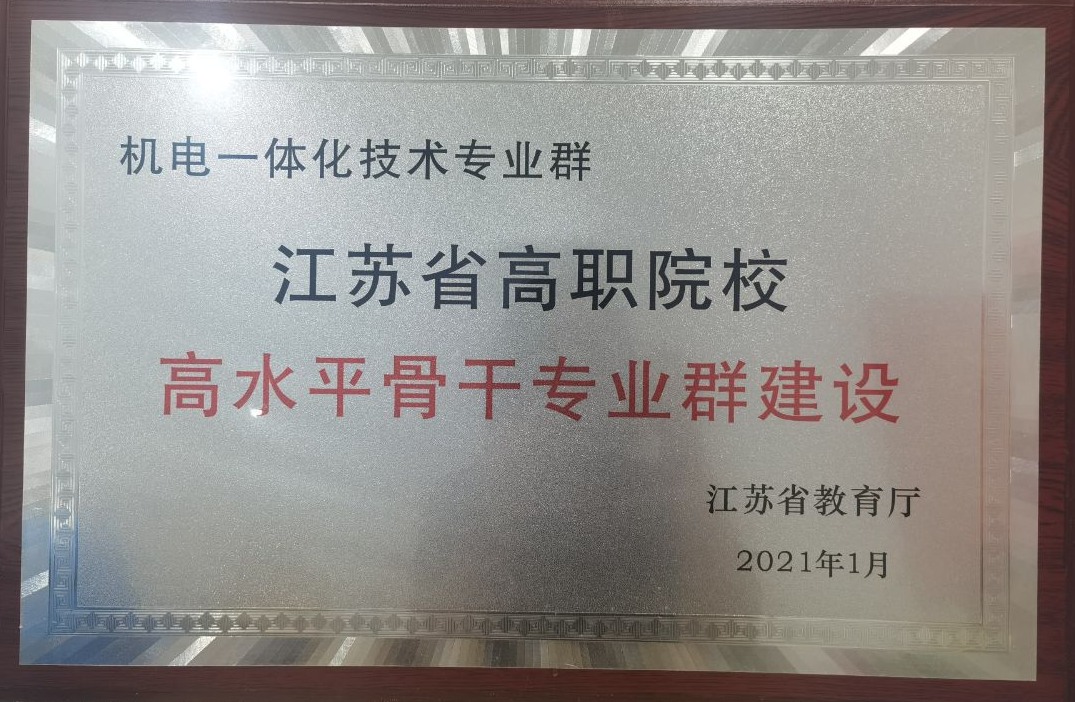 机电一体化技术专业群
江苏省高职院校
高水平骨干专业群建设
江苏省教育厅
2021年1月